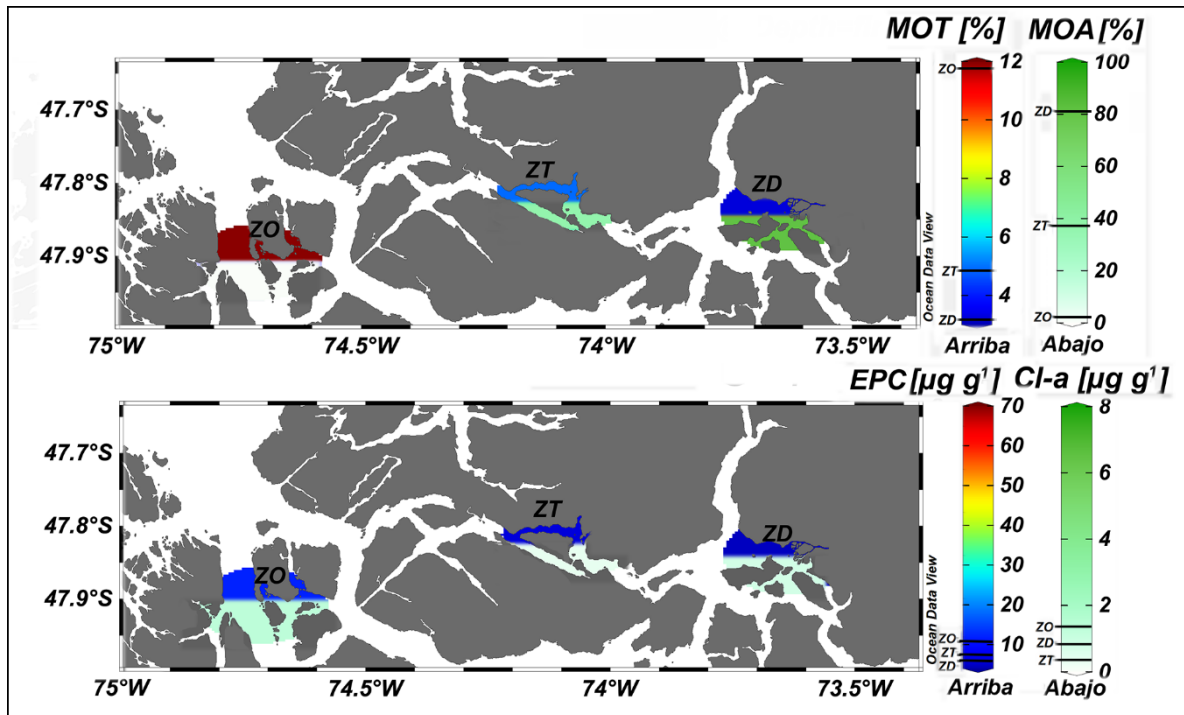 MOT [%] MOA [%]
ZO 12 100
47.7°S
10 ZD 80
47.8°S ZT ZD 8 60
ZO 6 ZT 40
47.9°S ZT 4 20
ZD ZO 0
Ocean Data View
75°W 74.5°W 74°W 73.5°W Arriba Abajo
EPC [µg g¹] Cl-a [µg g¹]
70 8
47.7°S 60
50 6
47.8°S ZT ZD 40 4
ZO 30
47.9°S 20 2
ZO 10 ZO
ZT ZD
ZD ZT 0
Ocean Data View
75°W 74.5°W 74°W 73.5°W Arriba Abajo